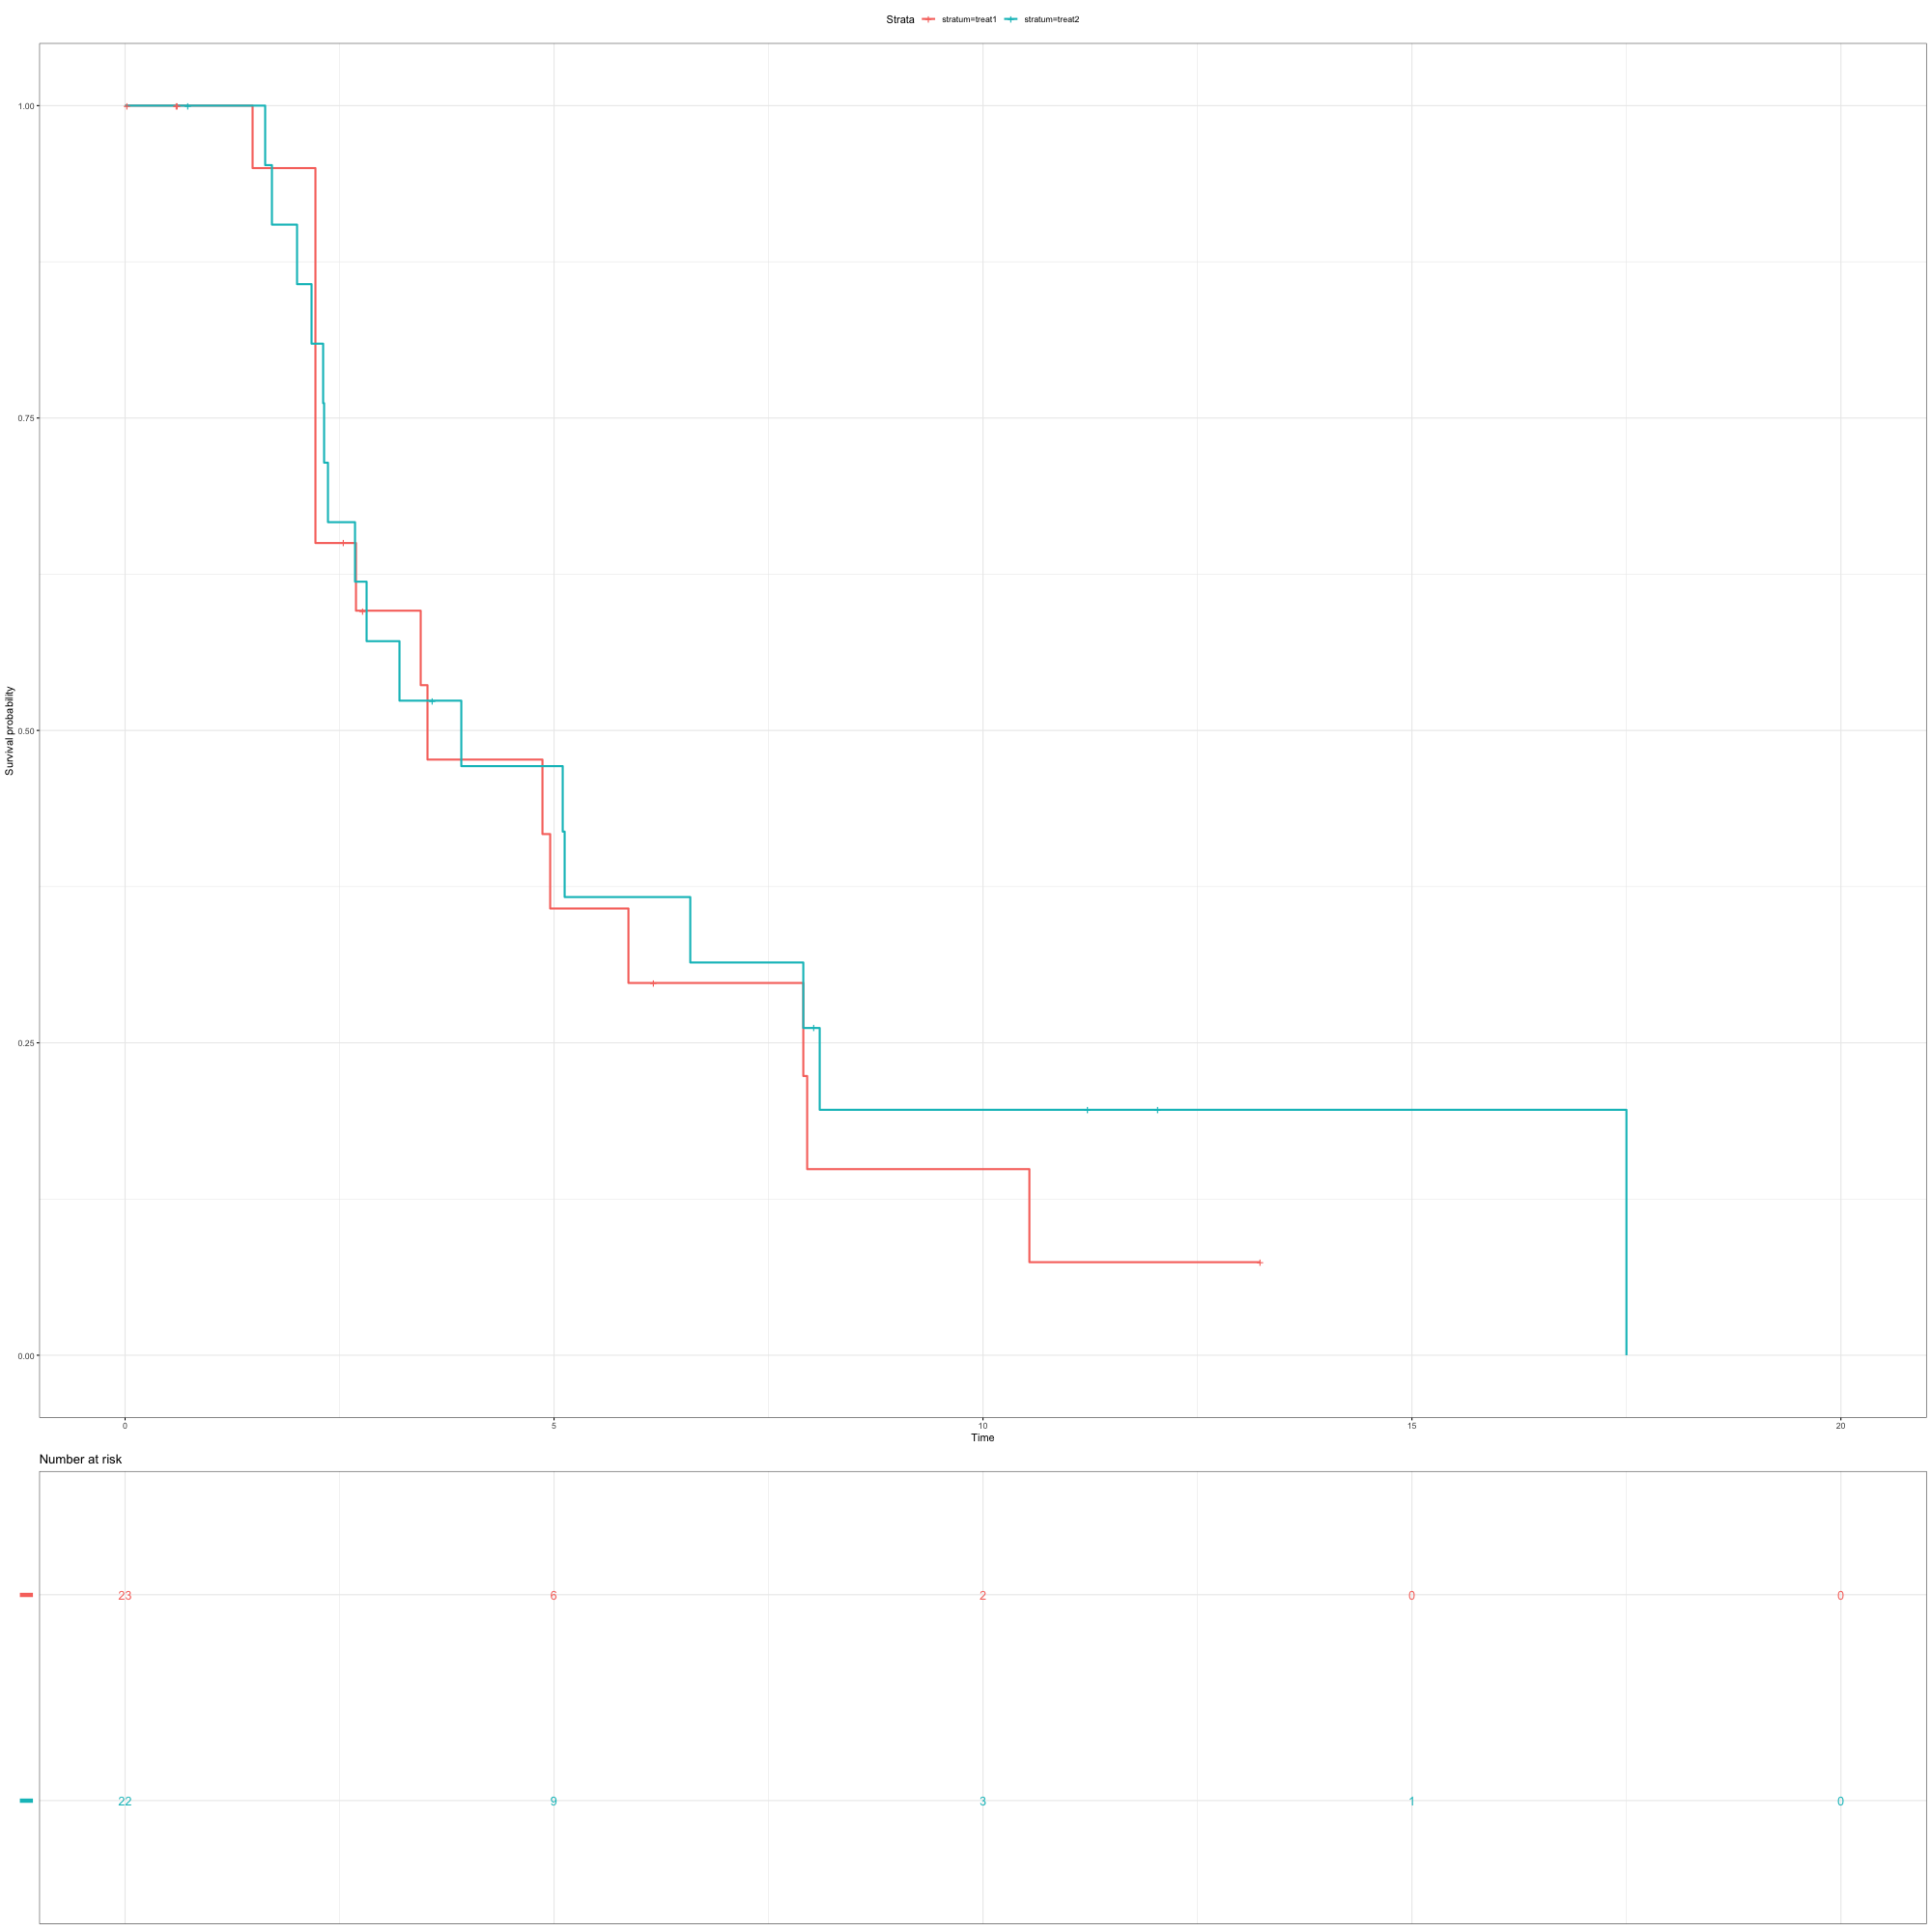 Strata stratum=treat1 stratum=treat2
1.00
0.75
0.50
0.25
0.00
Survival probability
0 5 10 15 20
Time
Number at risk
23 6 2 0 0
22 9 3 1 0